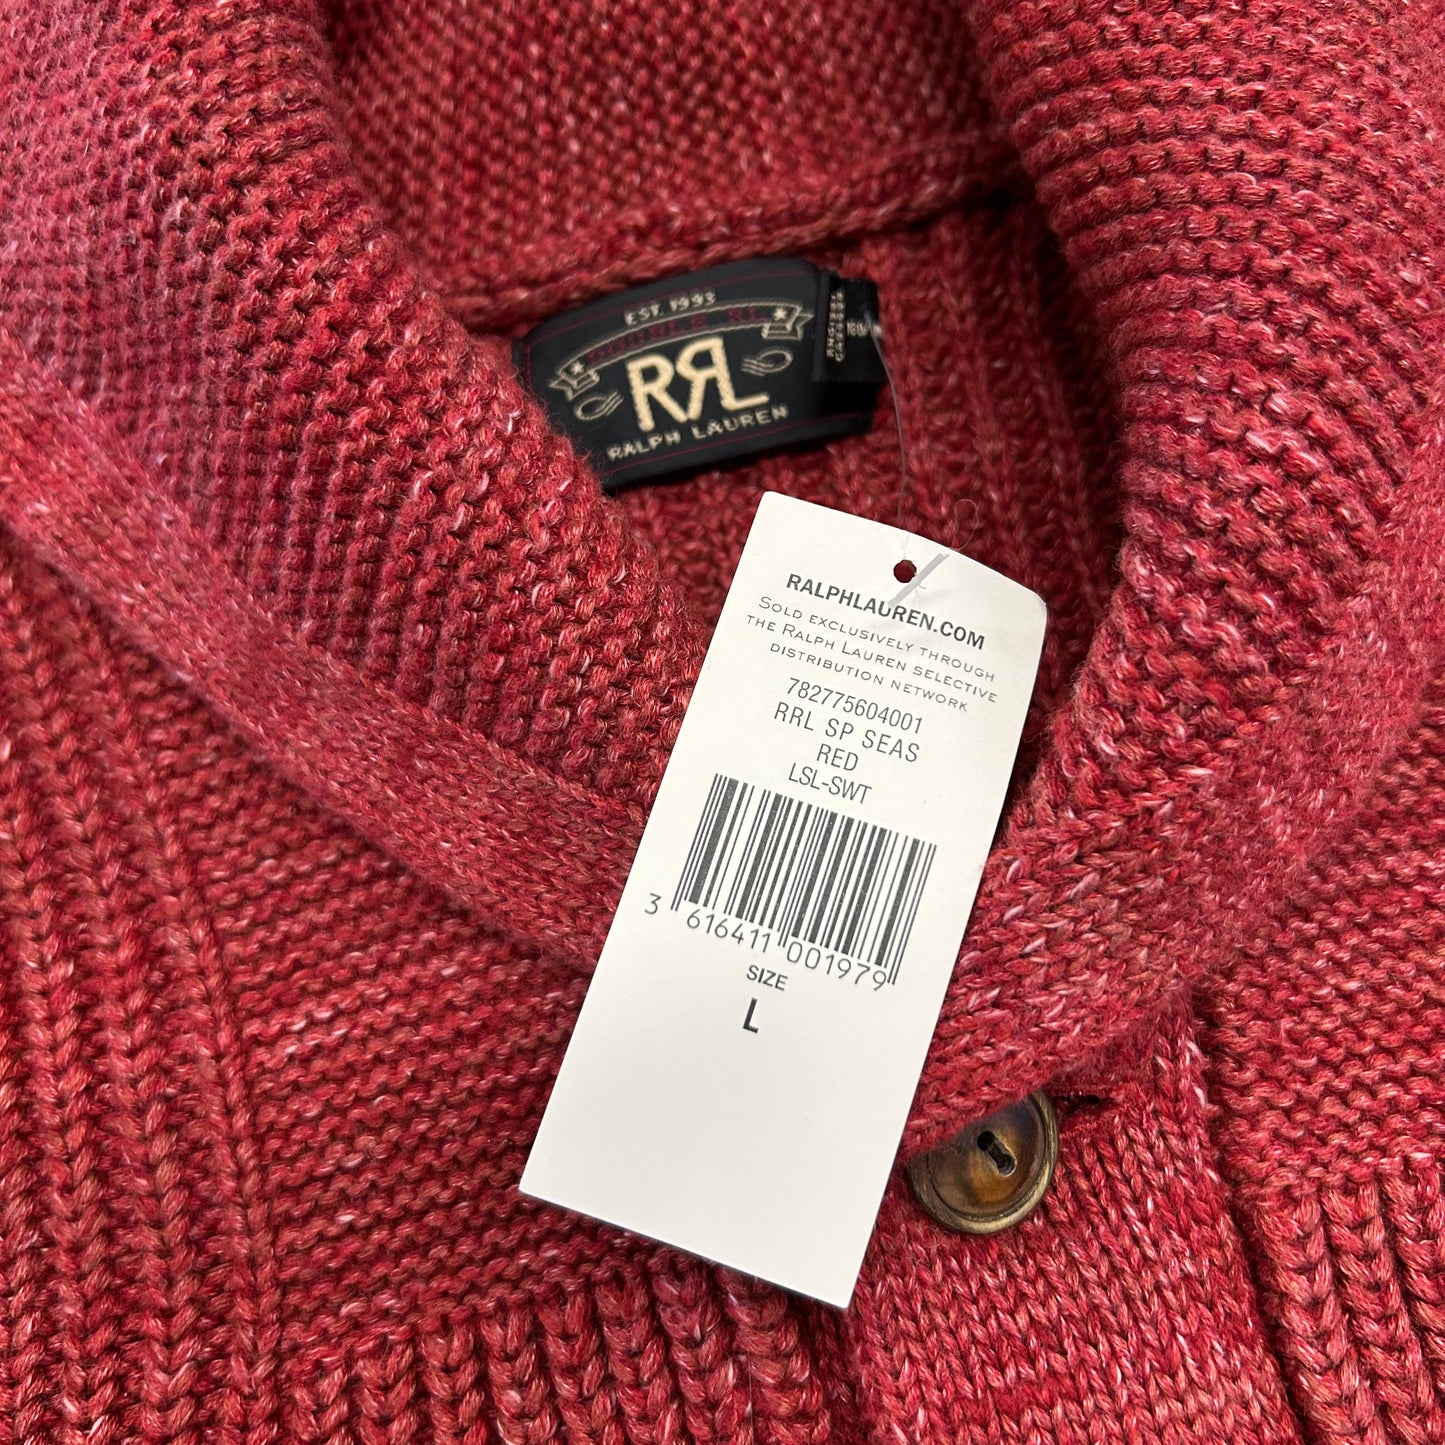 EST. 1993
DOUBLE RL
RRL
RALPH LAUREN
RALPHLAUREN.COM
SOLD EXCLUSIVELY THROUGH
THE RALPH LAUREN SELECTIVE
DISTRIBUTION NETWORK
782775604001
RRL SP SEAS
RED
LSL-SWT
3 616411 001979
SIZE
L